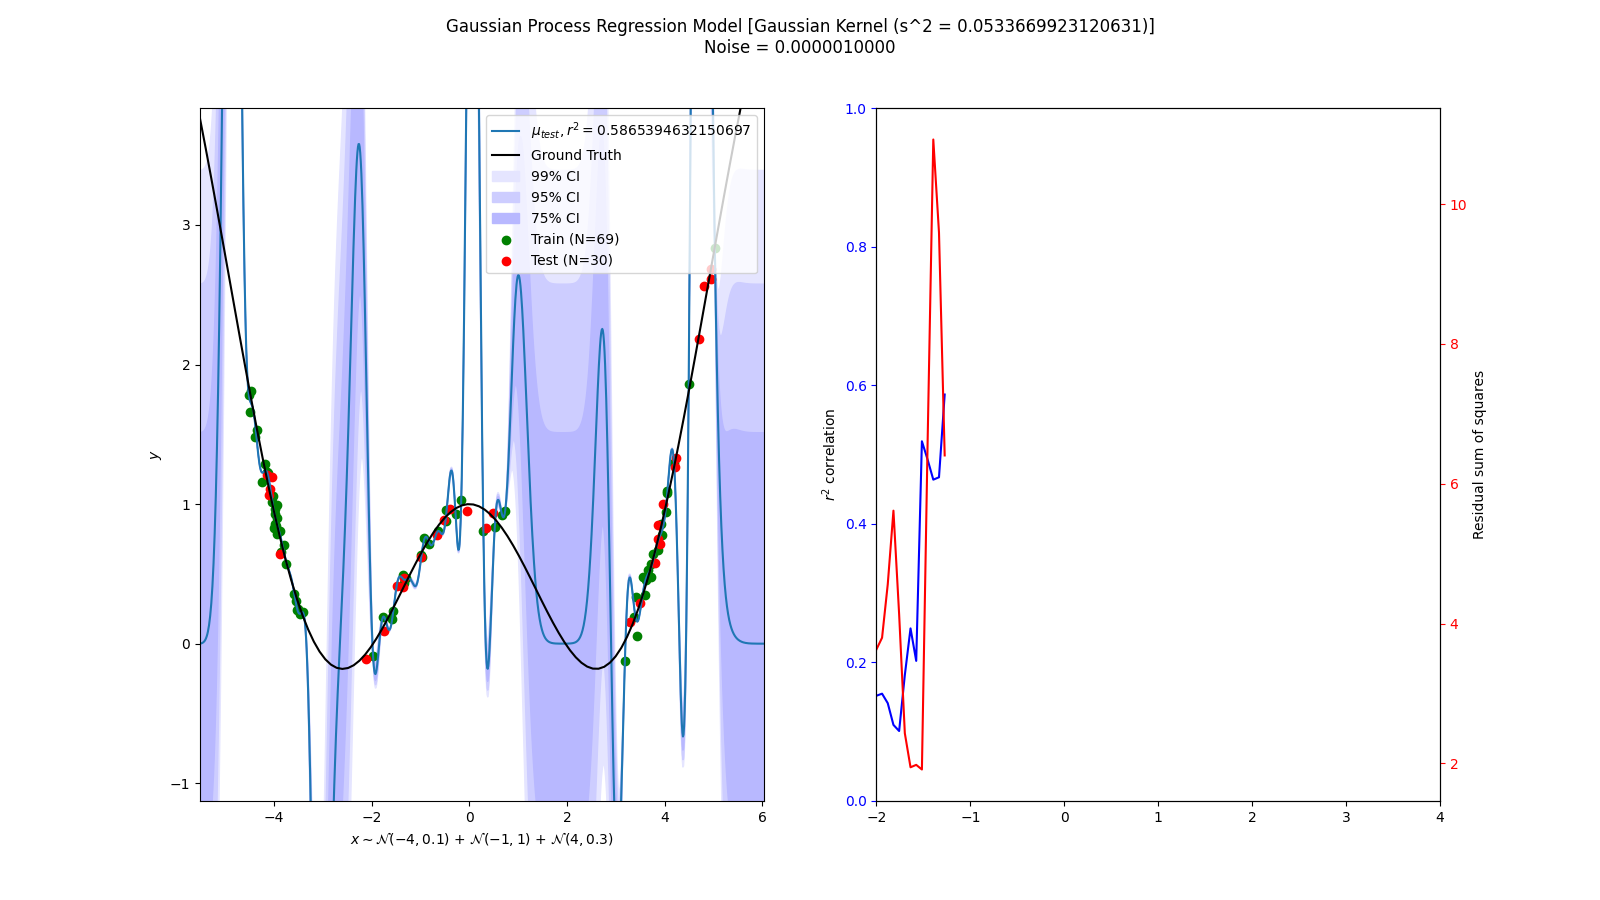 Gaussian Process Regression Model [Gaussian Kernel (s^2 = 0.0533669923120631)]
Noise = 0.0000010000
μ_test, r² = 0.5865394632150697
Ground Truth
99% CI
95% CI
75% CI
Train (N=69)
Test (N=30)
3
2
1
0
−1
y
−4 −2 0 2 4 6
x ∼ 𝒩(−4, 0.1) + 𝒩(−1, 1) + 𝒩(4, 0.3)
1.0
0.8
0.6
0.4
0.2
0.0
r² correlation
−2 −1 0 1 2 3 4
10
8
6
4
2
Residual sum of squares